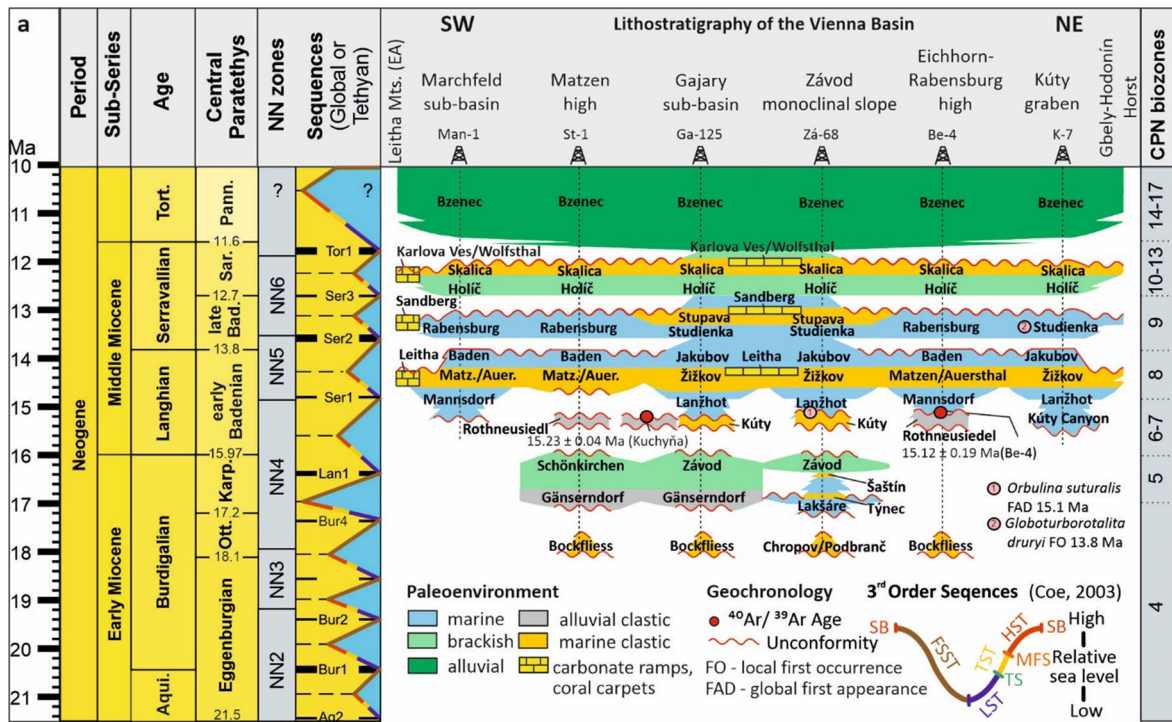 a
SW
Lithostratigraphy of the Vienna Basin
NE
Period
Sub-Series
Age
Central
Paratethys
NN zones
Sequences
(Global or
Tethyan)
Leitha Mts. (EA)
Marchfeld
sub-basin
Matzen
high
Gajary
sub-basin
Závod
monoclinal slope
Eichhorn-
Rabensburg
high
Kúty
graben
Gbely-Hodonín
Horst
CPN biozones
Man-1
St-1
Ga-125
Zá-68
Be-4
K-7
Ma
10
11
12
13
14
15
16
17
18
19
20
21
Neogene
Early Miocene
Middle Miocene
Aqui.
Burdigalian
Langhian
Serravallian
Tort.
Pann.
11.6
Sar.
12.7
late
Bad.
13.8
early
Badenian
15.97
Karp.
17.2
Ott.
18.1
Eggenburgian
21.5
?
NN6
NN5
NN4
NN3
NN2
?
Tor1
Ser3
Ser2
Ser1
Lan1
Bur4
Bur2
Bur1
Aq2
Bzenec
Bzenec
Bzenec
Bzenec
Bzenec
Bzenec
Karlova Ves/Wolfsthal
Karlova Ves/Wolfsthal
Skalica
Skalica
Skalica
Skalica
Skalica
Skalica
Holíč
Holíč
Holíč
Holíč
Holíč
Holíč
Sandberg
Sandberg
Stupava
Stupava
Rabensburg
Rabensburg
Studienka
Studienka
Rabensburg
2
Studienka
Leitha
Baden
Baden
Jakubov
Leitha
Jakubov
Baden
Jakubov
Matz./Auer.
Matz./Auer.
Žižkov
Žižkov
Matzen/Auersthal
Žižkov
Mannsdorf
Lanžhot
Lanžhot
Mannsdorf
Lanžhot
1
Rothneusiedl
Kúty
Kúty
Rothneusiedel
Kúty Canyon
15.23 ± 0.04 Ma (Kuchyňa)
15.12 ± 0.19 Ma(Be-4)
Schönkirchen
Závod
Závod
Šaštín
Gänserndorf
Gänserndorf
Lakšáre
Týnec
Bockfliess
Bockfliess
Chropov/Podbranč
Bockfliess
1 Orbulina suturalis
FAD 15.1 Ma
2 Globoturborotalita
druryi FO 13.8 Ma
14-17
10-13
9
8
6-7
5
4
Paleoenvironment
marine
brackish
alluvial
alluvial clastic
marine clastic
carbonate ramps,
coral carpets
Geochronology
40Ar/ 39Ar Age
Unconformity
FO - local first occurrence
FAD - global first appearance
3rd Order Seqences (Coe, 2003)
SB
FSST
LST
TST
TS
MFS
HST
SB
High
Relative
sea level
Low